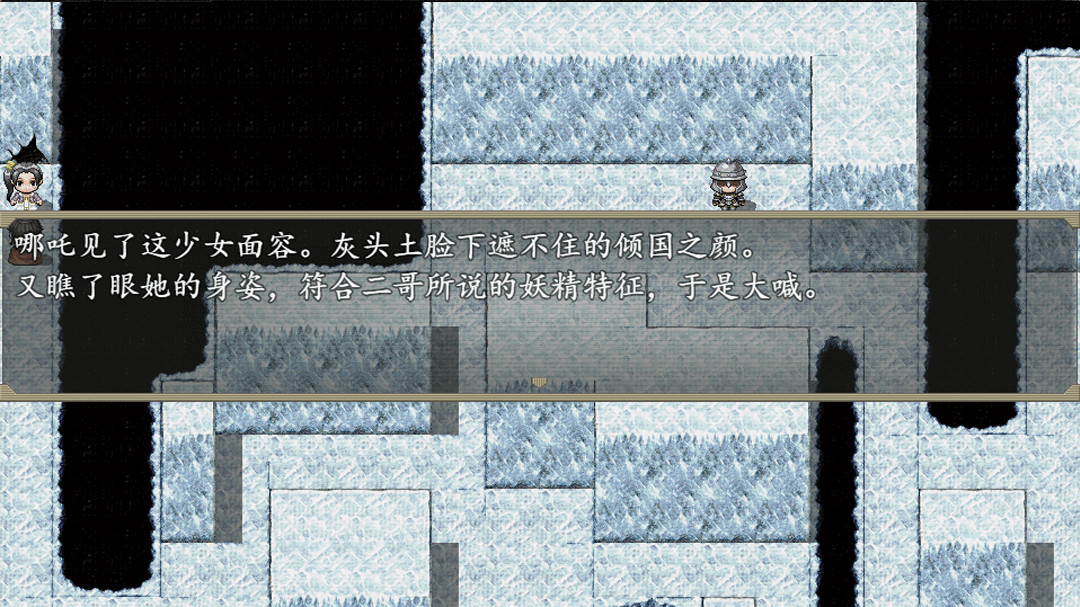 哪吒见了这少女面容。灰头土脸下遮不住的倾国之颜。
又瞧了眼她的身姿，符合二哥所说的妖精特征，于是大喊。